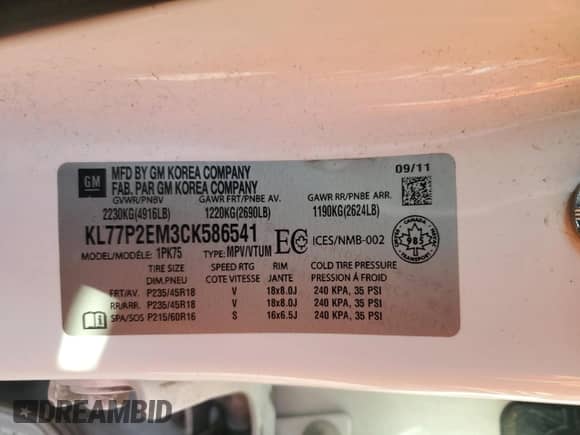 GM
MFD BY GM KOREA COMPANY
FAB. PAR GM KOREA COMPANY
09/11
GVWR/PNBV GAWR FRT/PNBE AV. GAWR RR/PNBE ARR.
2230KG(4916LB) 1220KG(2690LB) 1190KG(2624LB)
KL77P2EM3CK586541 EC ICES/NMB-002
CANADA
985
MODEL/MODÈLE: 1PK75 TYPE: MPV/VTUM
TIRE SIZE SPEED RTG RIM COLD TIRE PRESSURE
DIM.PNEU COTE VITESSE JANTE PRESSION À FROID
FRT/AV. P235/45R18 V 18x8.0J 240 KPA, 35 PSI
RR/ARR. P235/45R18 V 18x8.0J 240 KPA, 35 PSI
SPA/SOS P215/60R16 S 16x6.5J 240 KPA, 35 PSI
DREAMBID